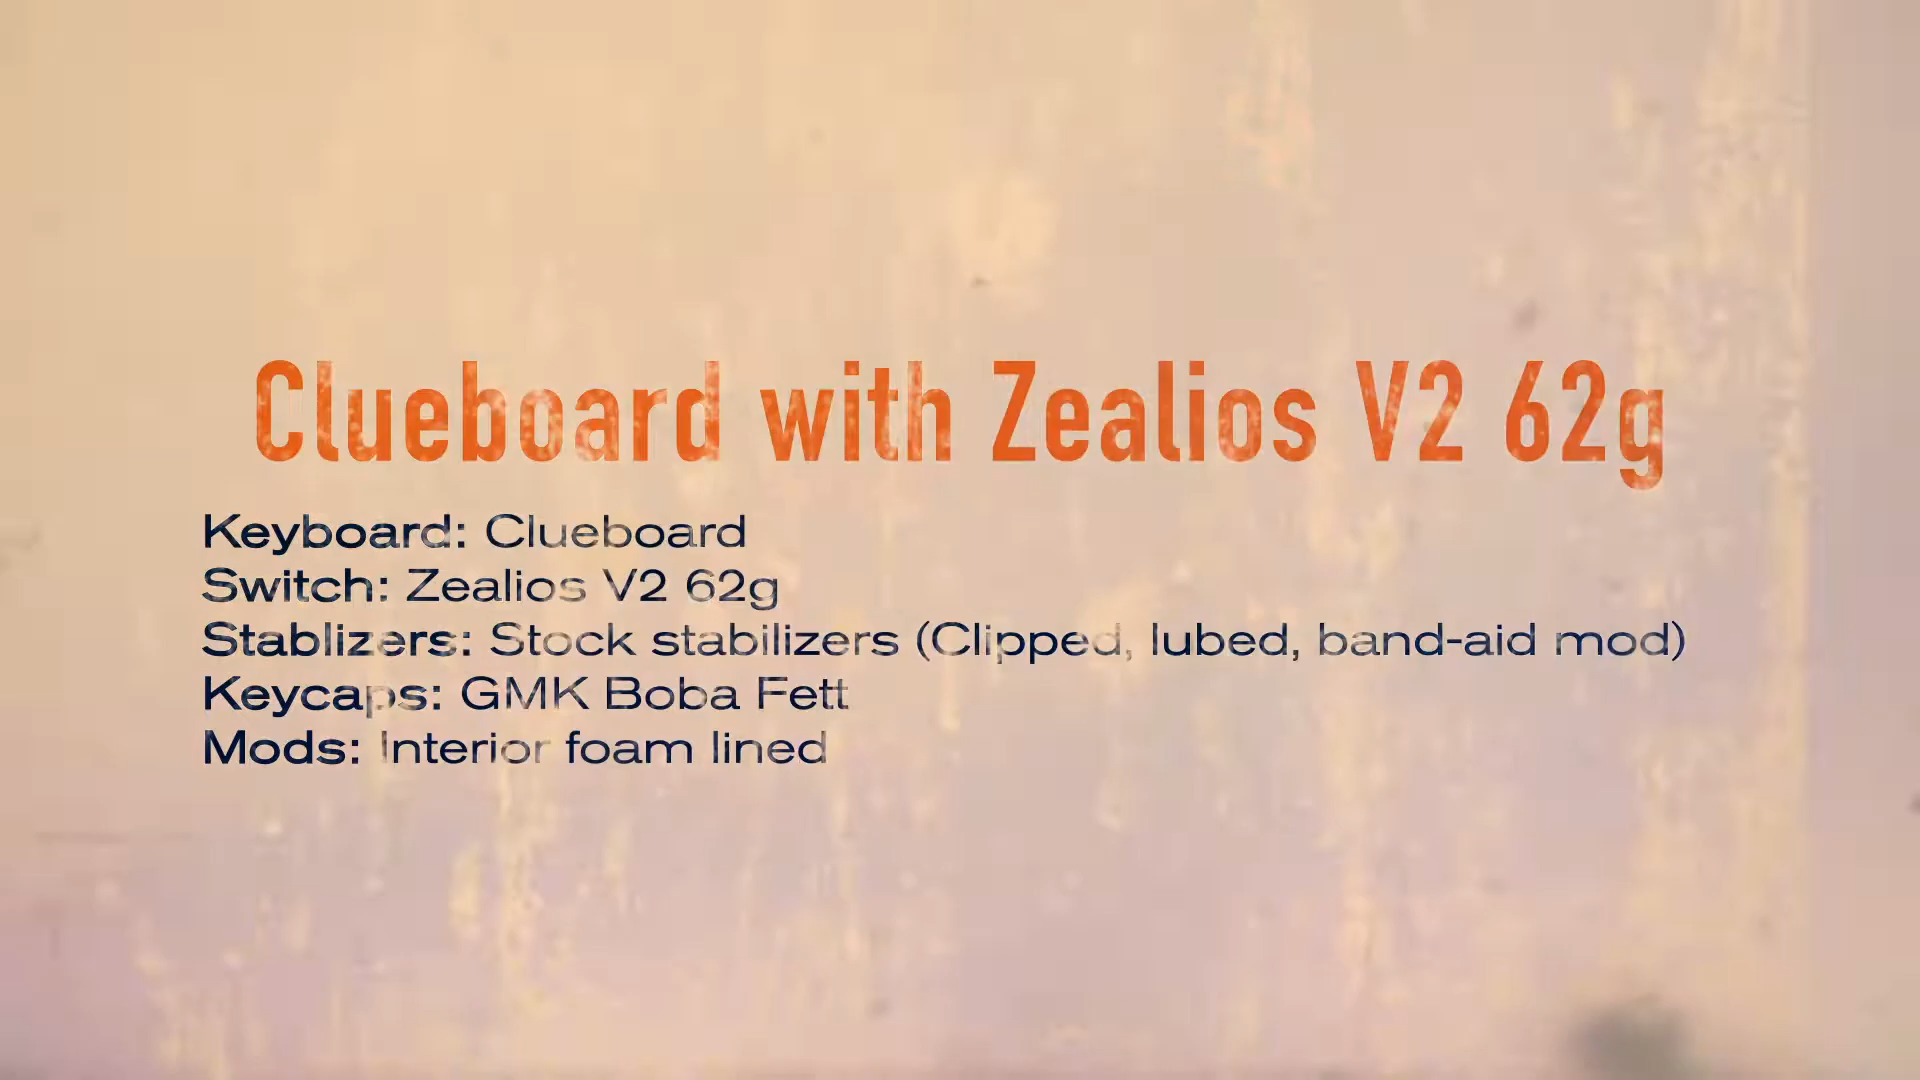 Clueboard with Zealios V2 62g
Keyboard: Clueboard
Switch: Zealios V2 62g
Stablizers: Stock stabilizers (Clipped, lubed, band-aid mod)
Keycaps: GMK Boba Fett
Mods: Interior foam lined